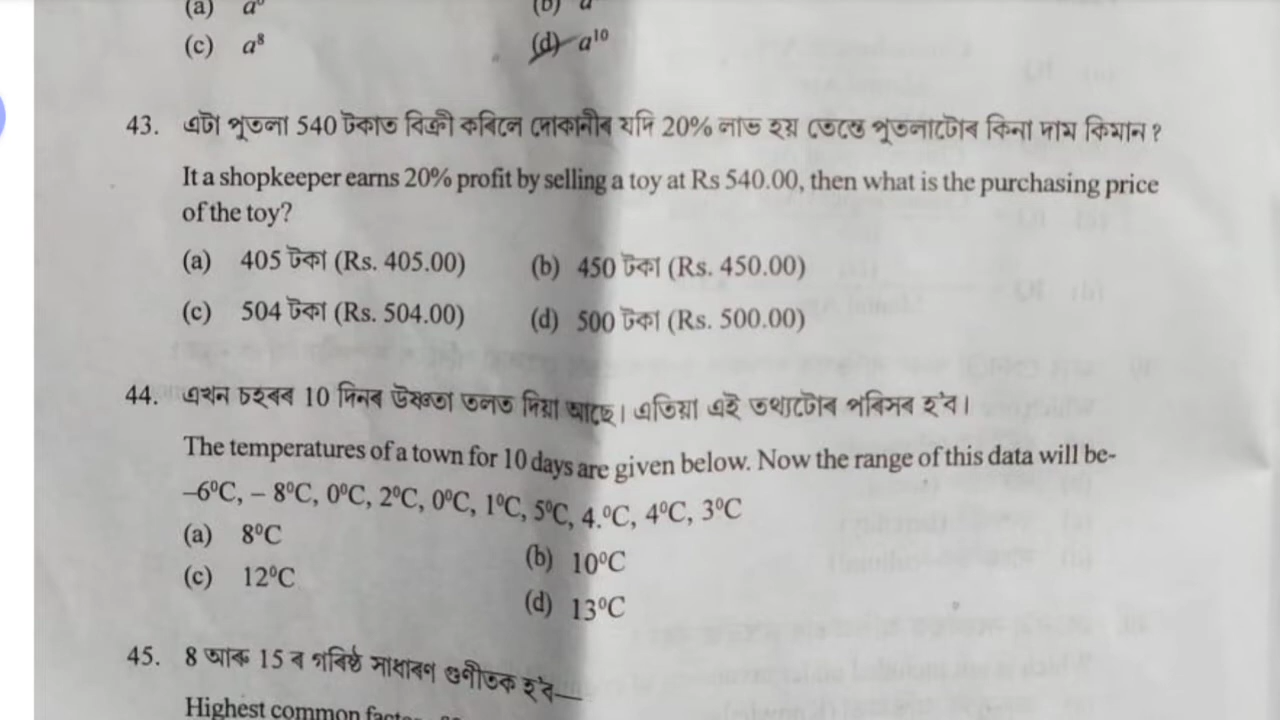 (a) a
(c) a⁸ (d) a¹⁰
43. এটা পুতলা 540 টকাত বিক্ৰী কৰিলে দোকানীৰ যদি 20% লাভ হয় তেন্তে পুতলাটোৰ কিনা দাম কিমান ?
It a shopkeeper earns 20% profit by selling a toy at Rs 540.00, then what is the purchasing price
of the toy?
(a) 405 টকা (Rs. 405.00) (b) 450 টকা (Rs. 450.00)
(c) 504 টকা (Rs. 504.00) (d) 500 টকা (Rs. 500.00)
44. এখন চহৰৰ 10 দিনৰ উষ্ণতা তলত দিয়া আছে। এতিয়া এই তথ্যটোৰ পৰিসৰ হ'ব।
The temperatures of a town for 10 days are given below. Now the range of this data will be-
–6⁰C, – 8⁰C, 0⁰C, 2⁰C, 0⁰C, 1⁰C, 5⁰C, 4.⁰C, 4⁰C, 3⁰C
(a) 8⁰C (b) 10⁰C
(c) 12⁰C (d) 13⁰C
45. 8 আৰু 15 ৰ গৰিষ্ঠ সাধাৰণ গুণীতক হ'ব—
Highest common